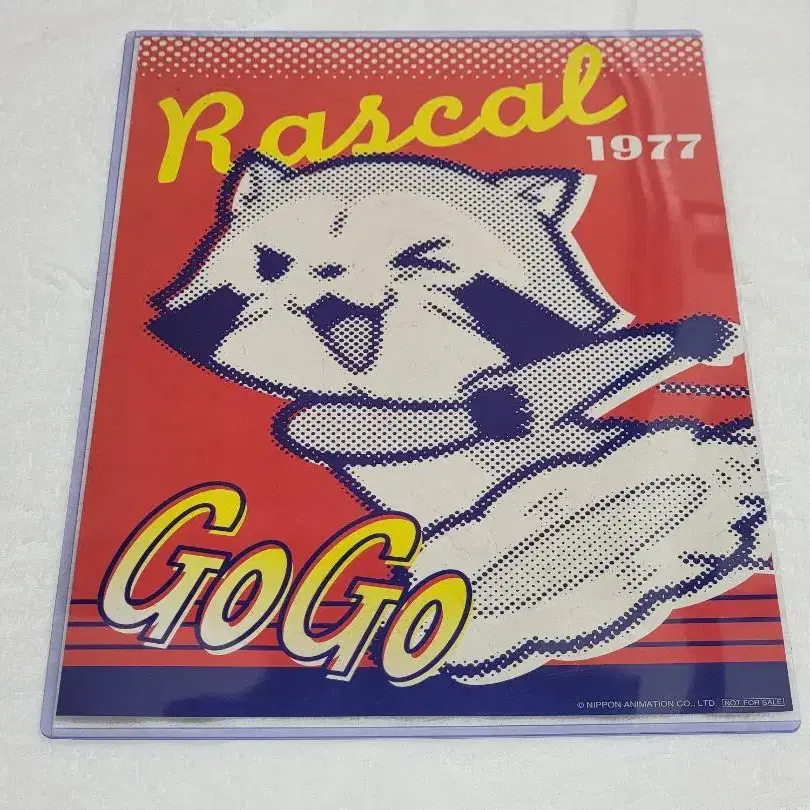 Rascal
1977
GoGo
© NIPPON ANIMATION CO., LTD. NOT FOR SALE